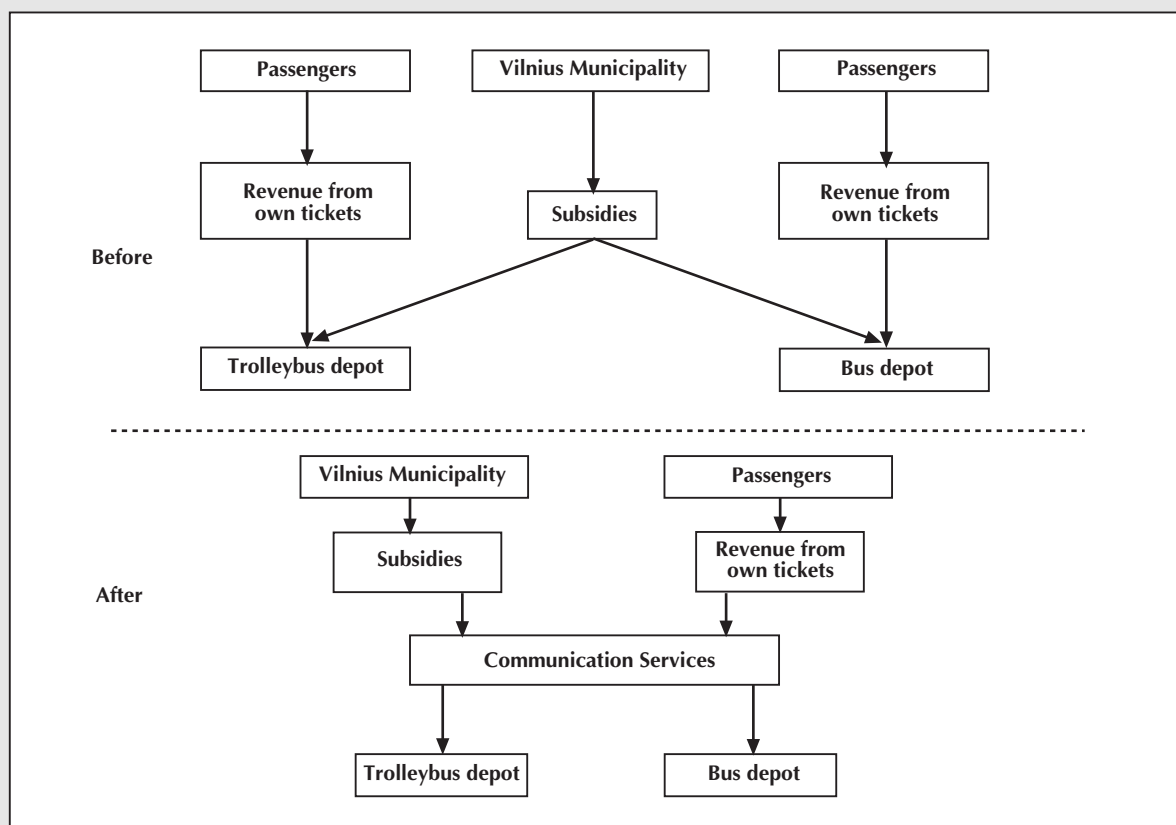 Passengers
Vilnius Municipality
Passengers
Revenue from
own tickets
Subsidies
Revenue from
own tickets
Before
Trolleybus depot
Bus depot
Vilnius Municipality
Passengers
Subsidies
Revenue from
own tickets
After
Communication Services
Trolleybus depot
Bus depot